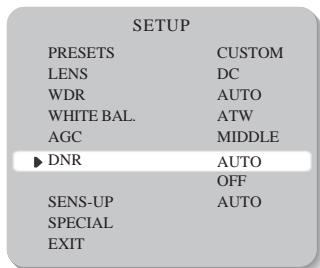 SETUP
PRESETS CUSTOM
LENS DC
WDR AUTO
WHITE BAL. ATW
AGC MIDDLE
DNR AUTO
OFF
SENS-UP AUTO
SPECIAL
EXIT